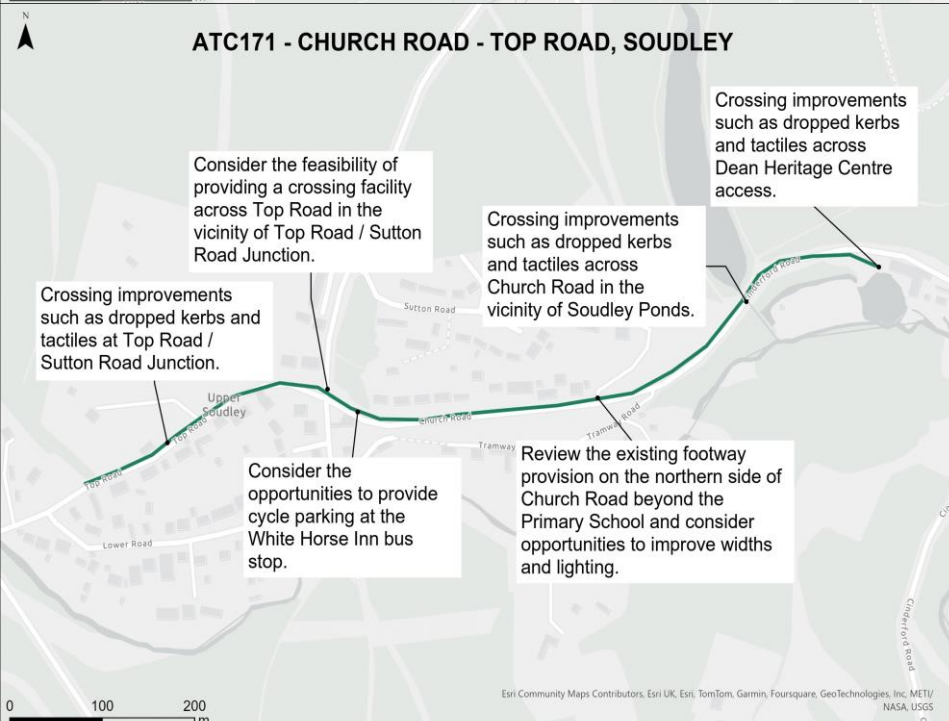 N
ATC171 - CHURCH ROAD - TOP ROAD, SOUDLEY
Crossing improvements
such as dropped kerbs
and tactiles across
Dean Heritage Centre
access.
Consider the feasibility of
providing a crossing facility
across Top Road in the
vicinity of Top Road / Sutton
Road Junction.
Crossing improvements
such as dropped kerbs
and tactiles across
Church Road in the
vicinity of Soudley Ponds.
Crossing improvements
such as dropped kerbs and
tactiles at Top Road /
Sutton Road Junction.
Sutton Road
inderford Road
Upper
Soudley
Top Road
Church Road
Tramway Road
Tramway
Top Road
Lower Road
Consider the
opportunities to provide
cycle parking at the
White Horse Inn bus
stop.
Review the existing footway
provision on the northern side of
Church Road beyond the
Primary School and consider
opportunities to improve widths
and lighting.
Cinderford Road
Esri Community Maps Contributors, Esri UK, Esri, TomTom, Garmin, Foursquare, GeoTechnologies, Inc, METI/
NASA, USGS
0 100 200
m